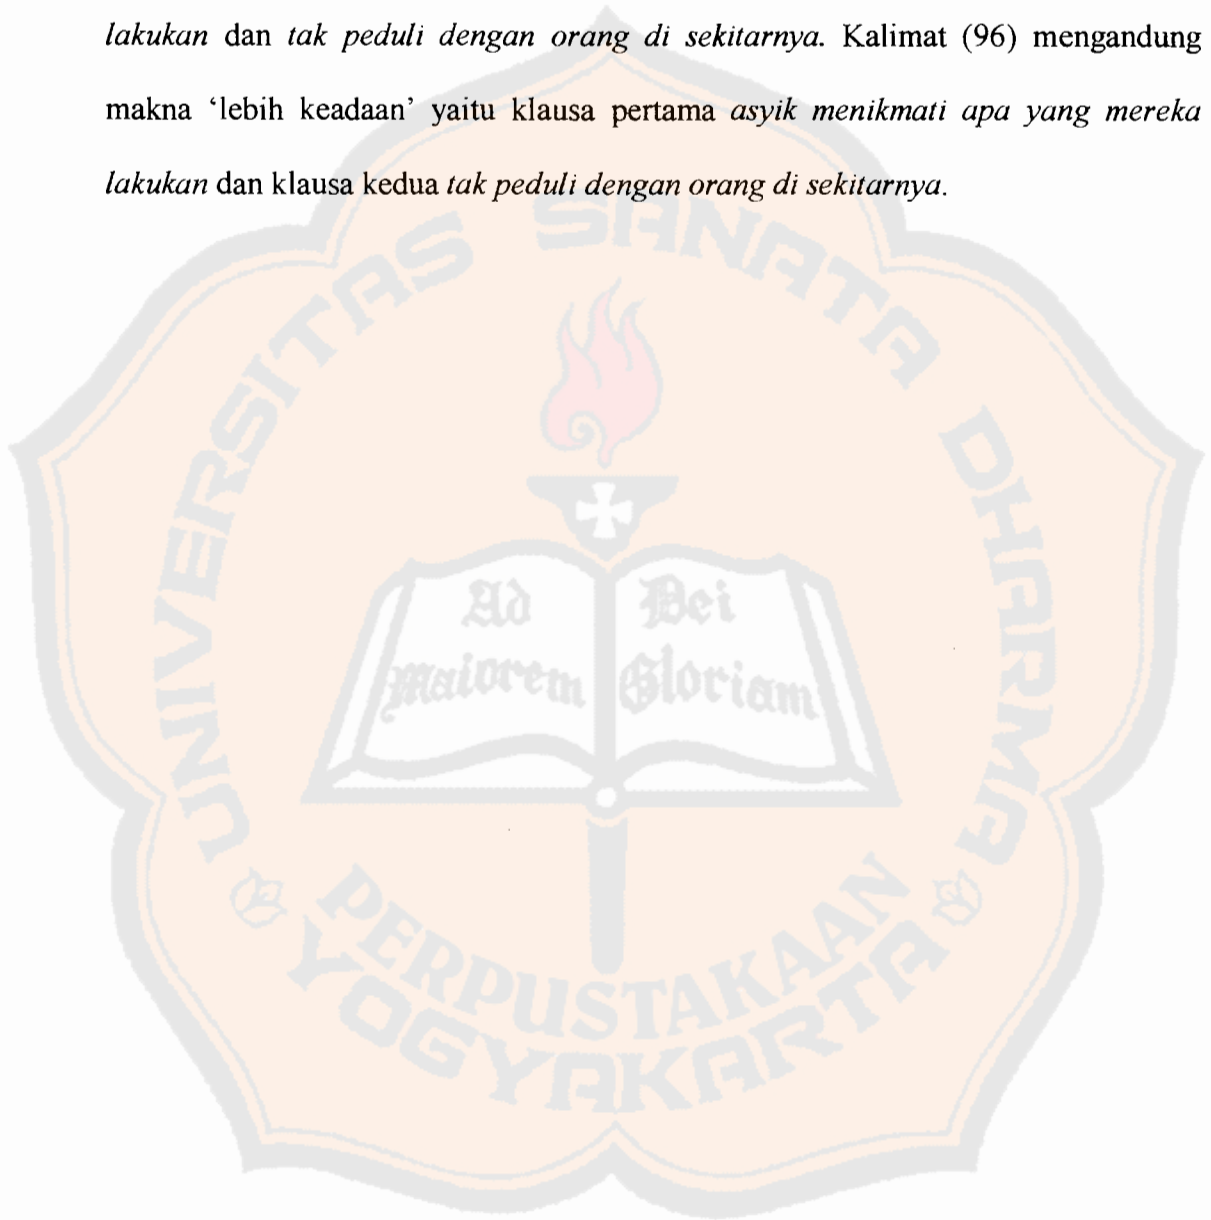 lakukan dan tak peduli dengan orang di sekitarnya. Kalimat (96) mengandung
makna ‘lebih keadaan’ yaitu klausa pertama asyik menikmati apa yang mereka
lakukan dan klausa kedua tak peduli dengan orang di sekitarnya.
UNIVERSITAS SANATA DHARMA
Ad
maiorem
Dei
Gloriam
PERPUSTAKAAN
YOGYAKARTA